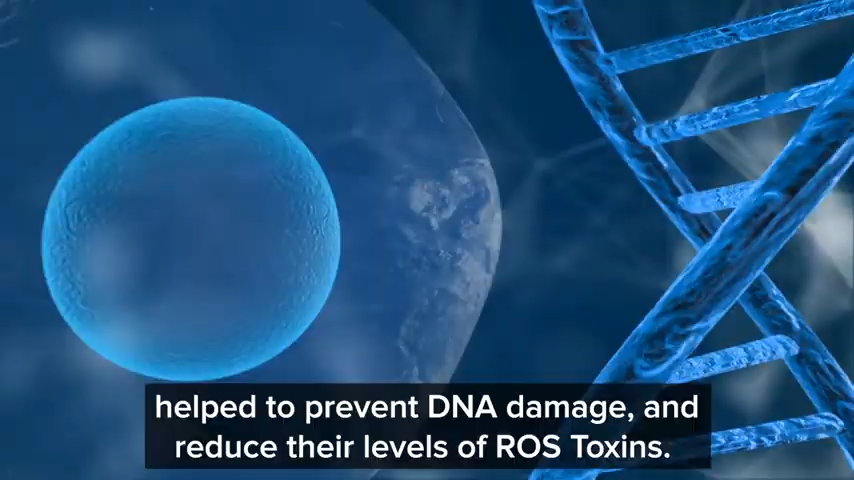 helped to prevent DNA damage, and
reduce their levels of ROS Toxins.